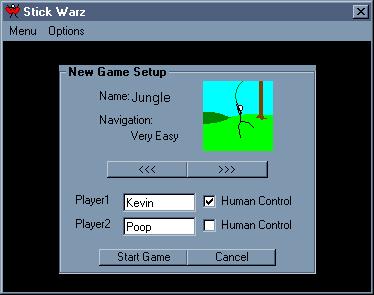 Stick Warz
Menu Options
New Game Setup
Name: Jungle
Navigation:
Very Easy
<<< >>>
Player1 Kevin Human Control
Player2 Poop Human Control
Start Game Cancel